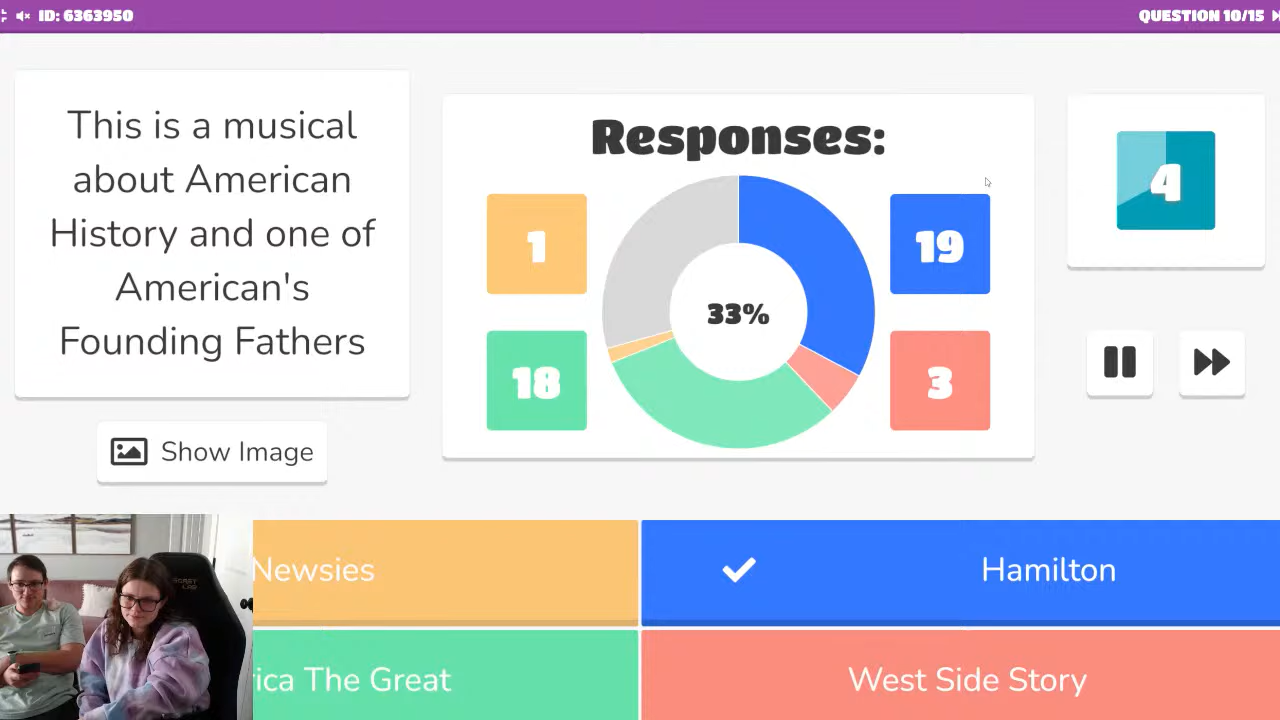 ID: 6363950
QUESTION 10/15
This is a musical
about American
History and one of
American's
Founding Fathers
Show Image
Responses:
1
19
33%
18
3
4
Newsies
Hamilton
rica The Great
West Side Story